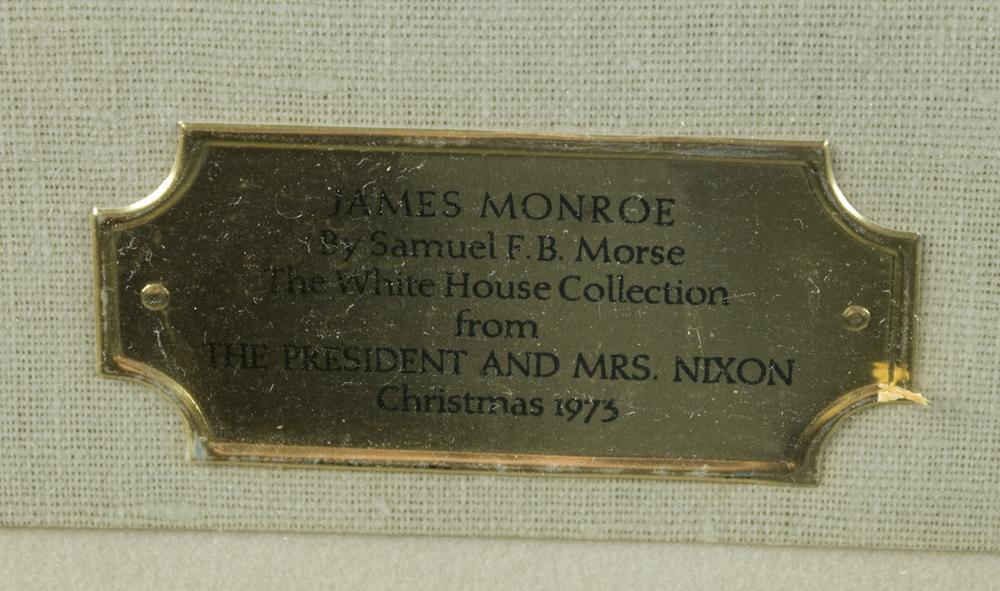 JAMES MONROE
By Samuel F.B. Morse
The White House Collection
from
THE PRESIDENT AND MRS. NIXON
Christmas 1973